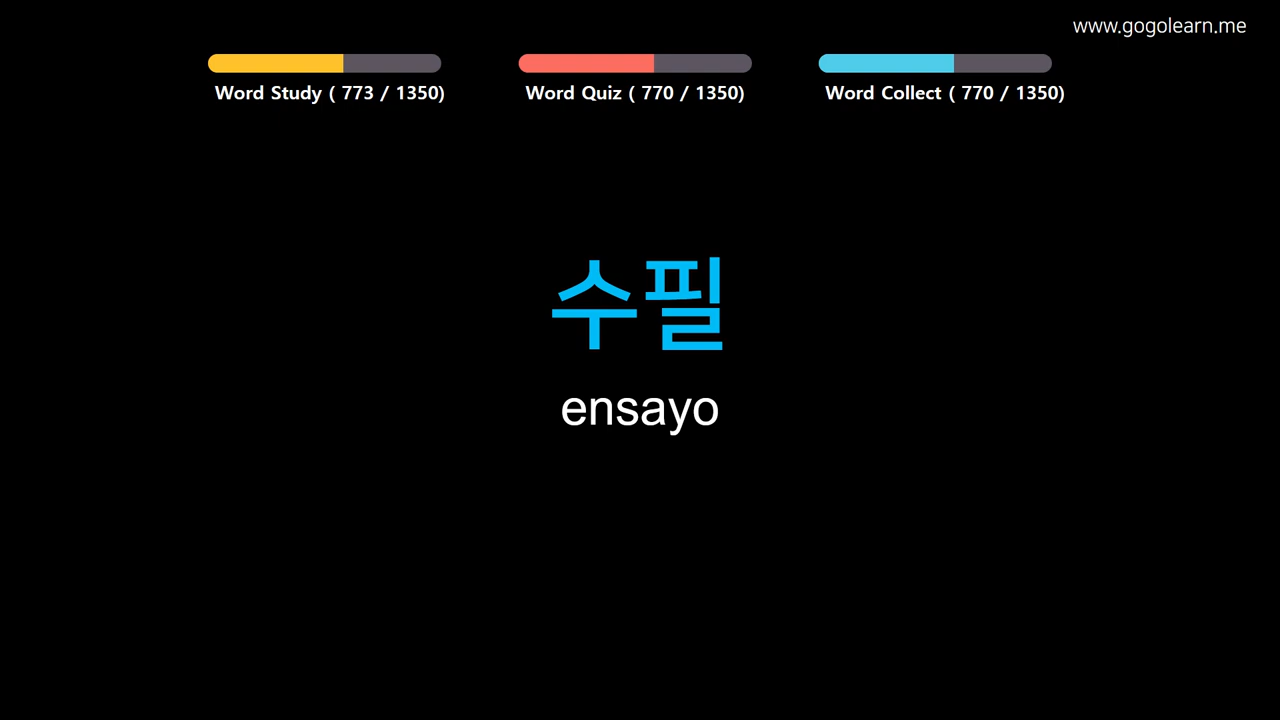 www.gogolearn.me
Word Study ( 773 / 1350)
Word Quiz ( 770 / 1350)
Word Collect ( 770 / 1350)
수필
ensayo